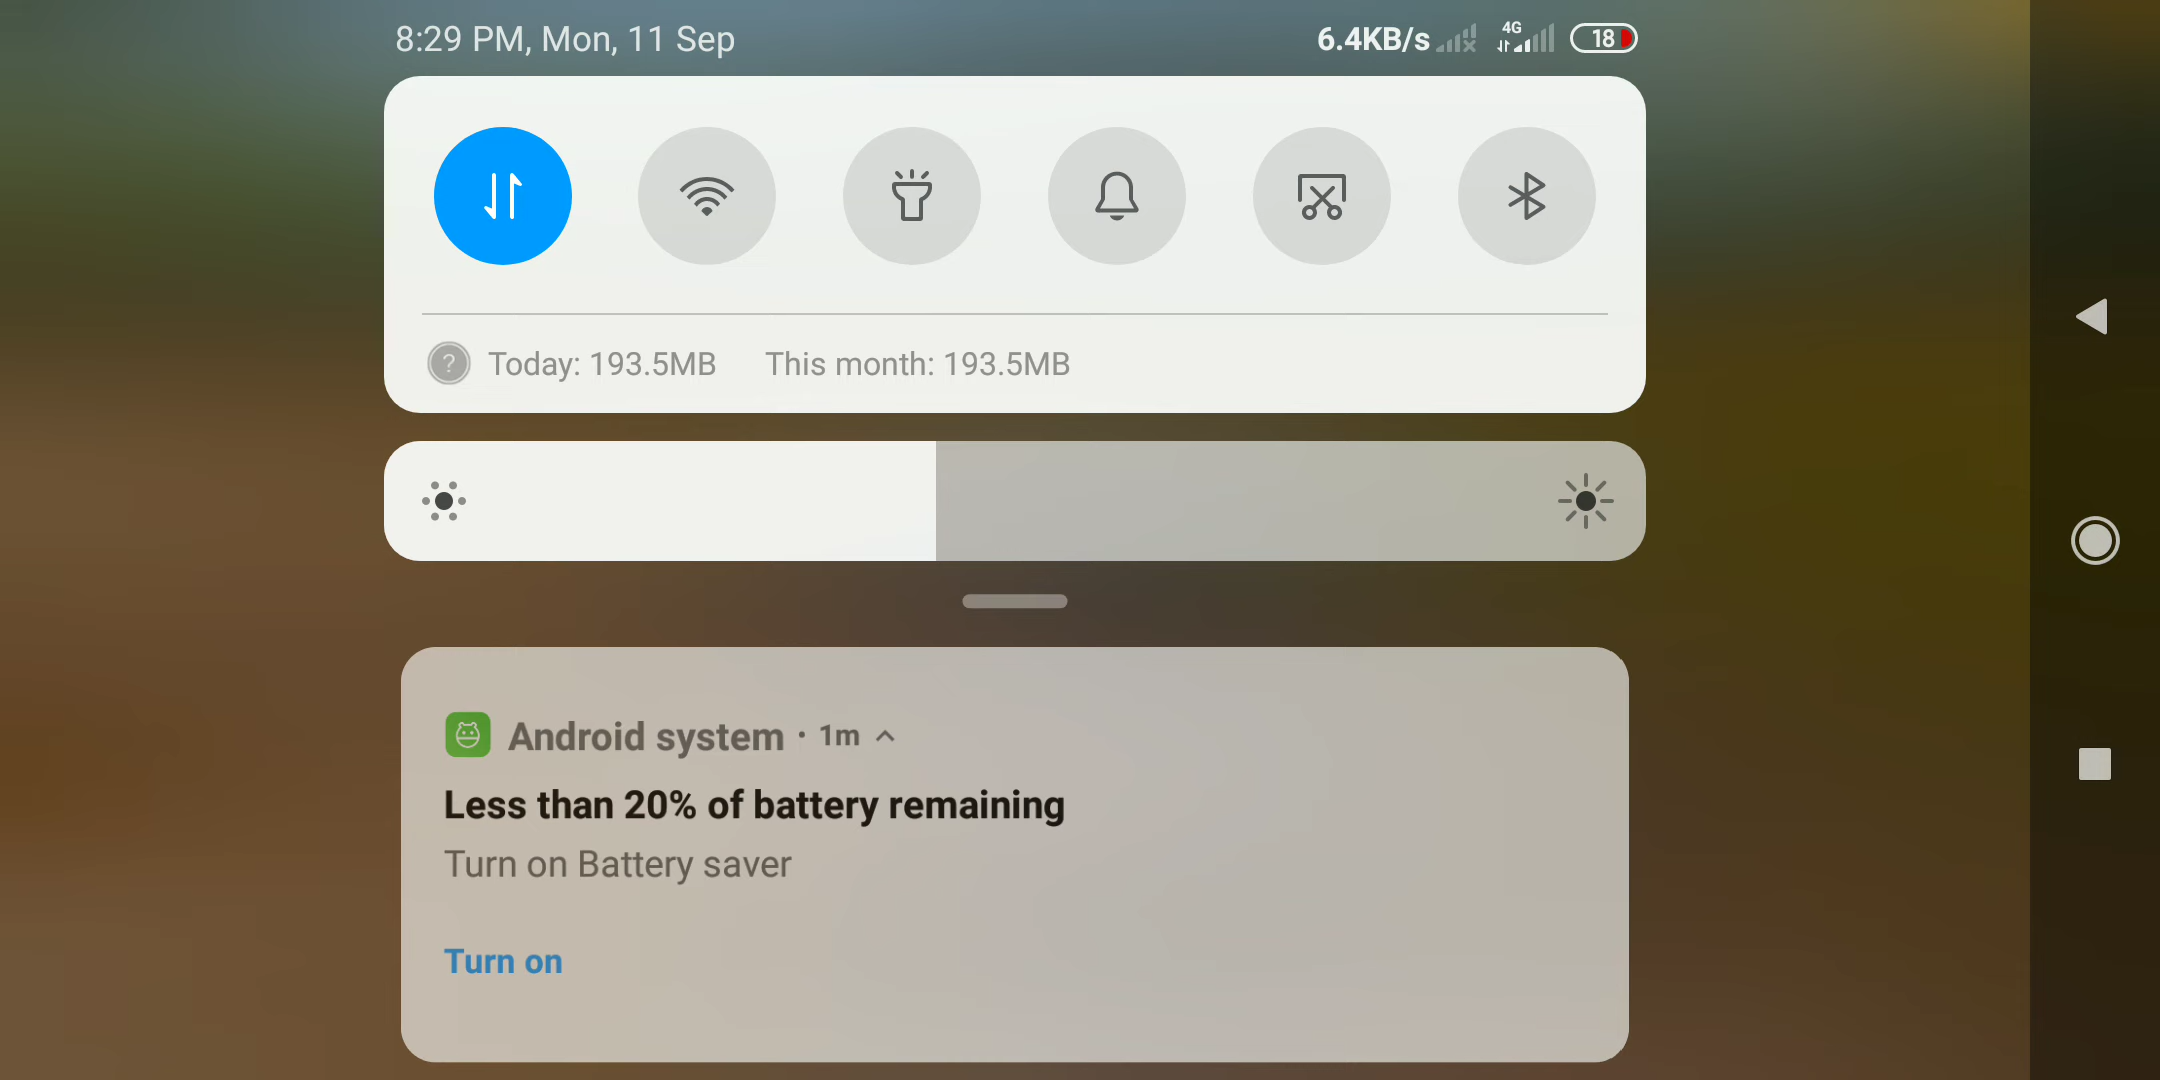 8:29 PM, Mon, 11 Sep 6.4KB/s 4G 18
? Today: 193.5MB This month: 193.5MB
Android system · 1m
Less than 20% of battery remaining
Turn on Battery saver
Turn on